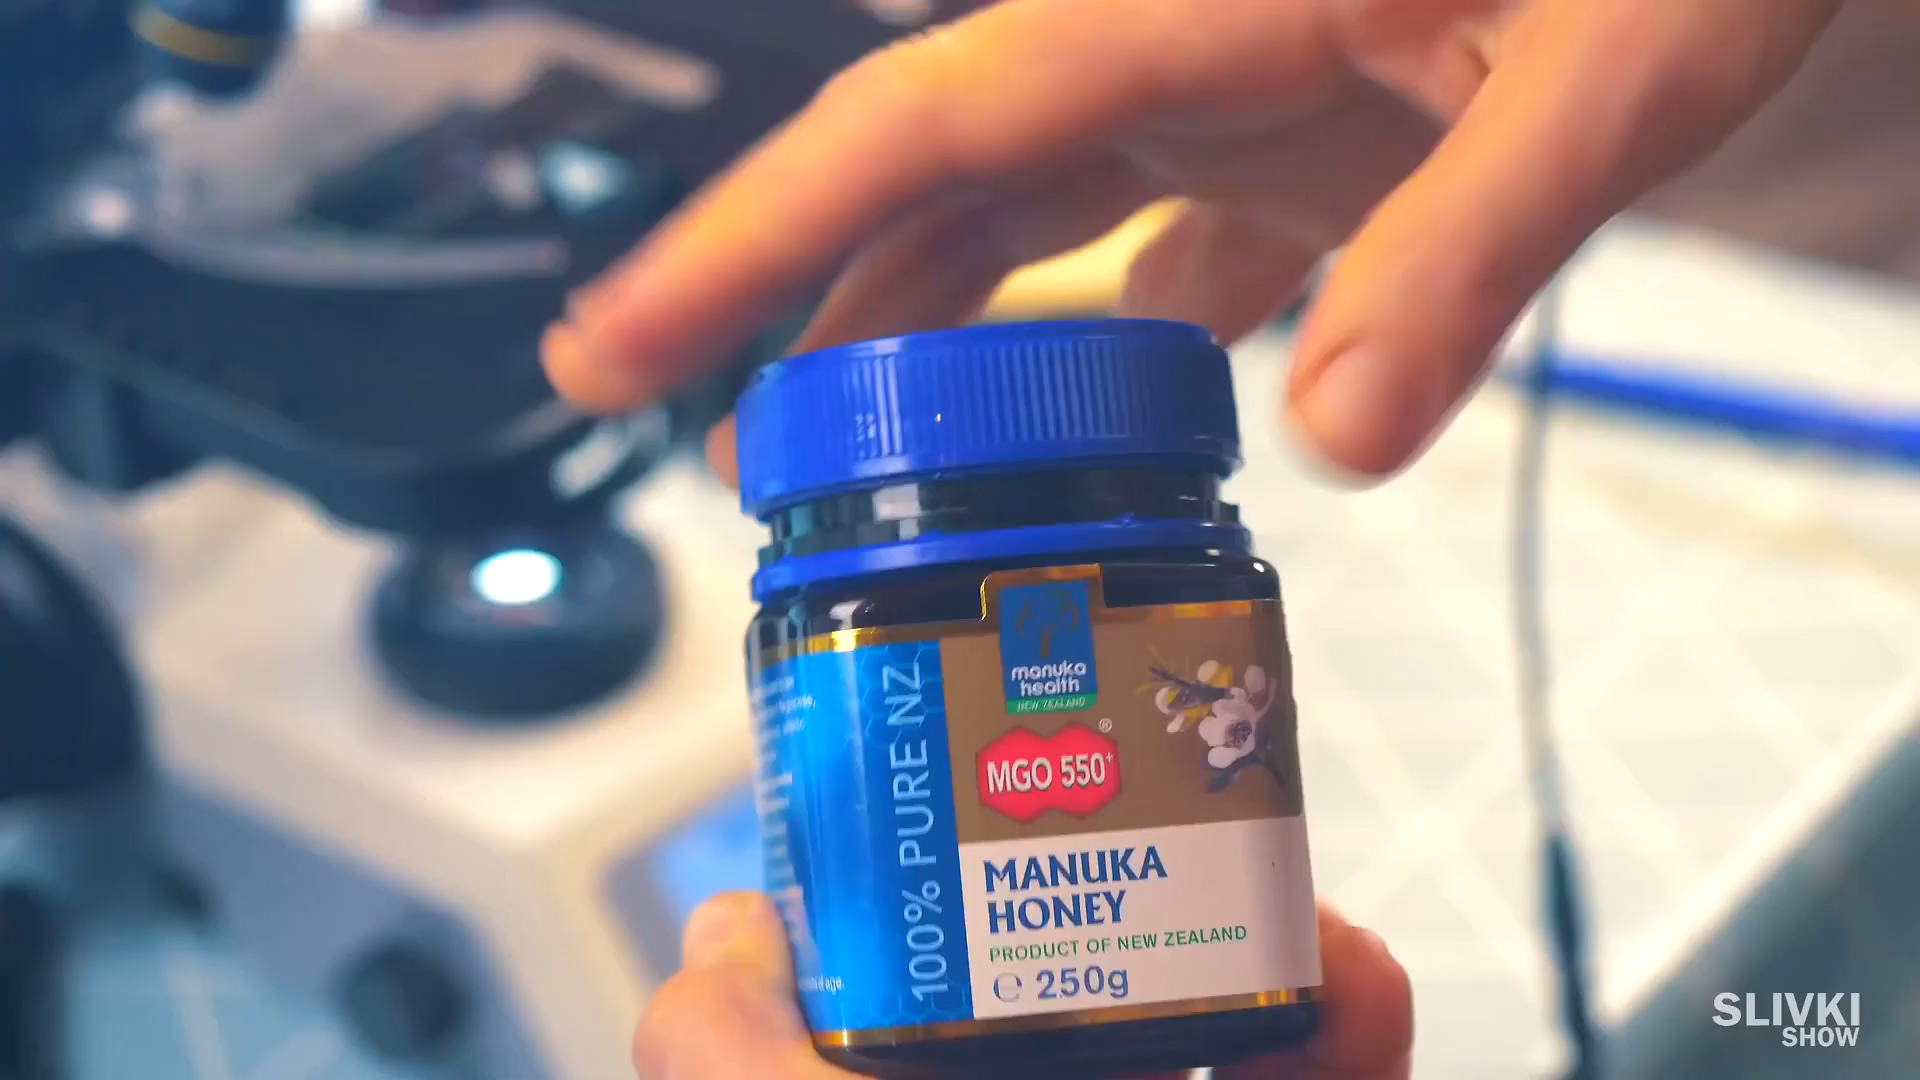 manuka
health
NEW ZEALAND
®
MGO 550+
100% PURE NZ
MANUKA
HONEY
PRODUCT OF NEW ZEALAND
℮ 250g
SLIVKI
SHOW